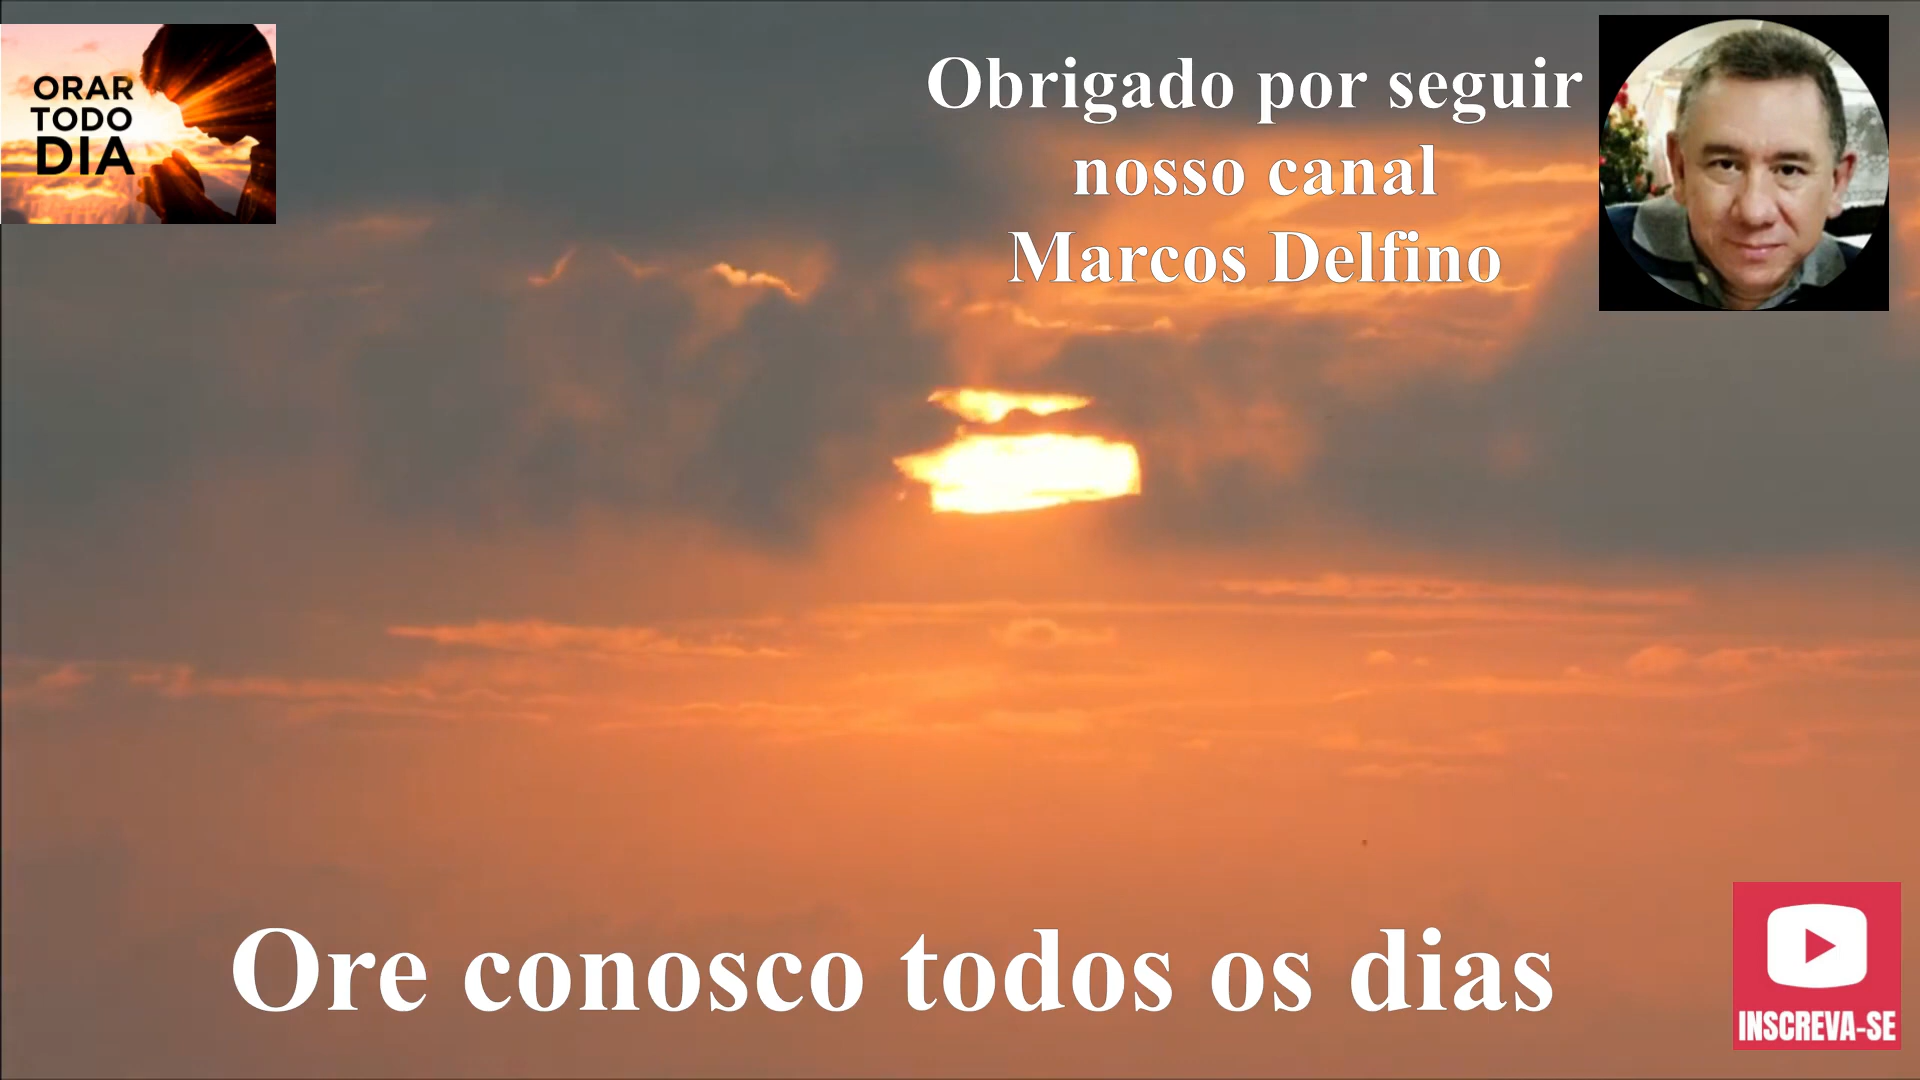 ORAR
TODO
DIA
Obrigado por seguir
nosso canal
Marcos Delfino
Ore conosco todos os dias
INSCREVA-SE